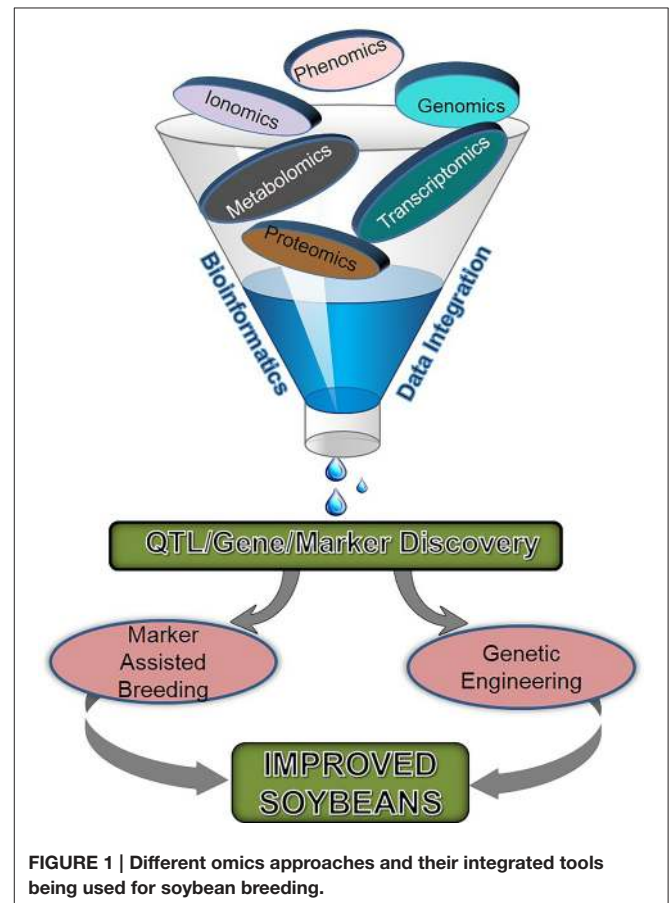 Phenomics
Ionomics
Genomics
Metabolomics
Transcriptomics
Proteomics
Bioinformatics
Data Integration
QTL/Gene/Marker Discovery
Marker
Assisted
Breeding
Genetic
Engineering
IMPROVED
SOYBEANS
FIGURE 1 | Different omics approaches and their integrated tools
being used for soybean breeding.